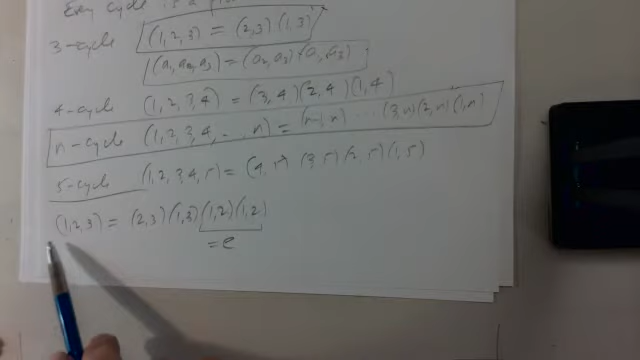 Every cycle is a
3-cycle (1,2,3) = (2,3).(1,3)
(a₁,a₂,a₃) = (a₂,a₃).(a₁,a₃)
4-cycle (1,2,3,4) = (3,4)(2,4)(1,4)
n-cycle (1,2,3,4,...n) = (n-1,n) ... (3,n)(2,n)(1,n)
5-cycle (1,2,3,4,5) = (4,5)(3,5)(2,5)(1,5)
(1,2,3) = (2,3)(1,3)(1,2)(1,2)
= e